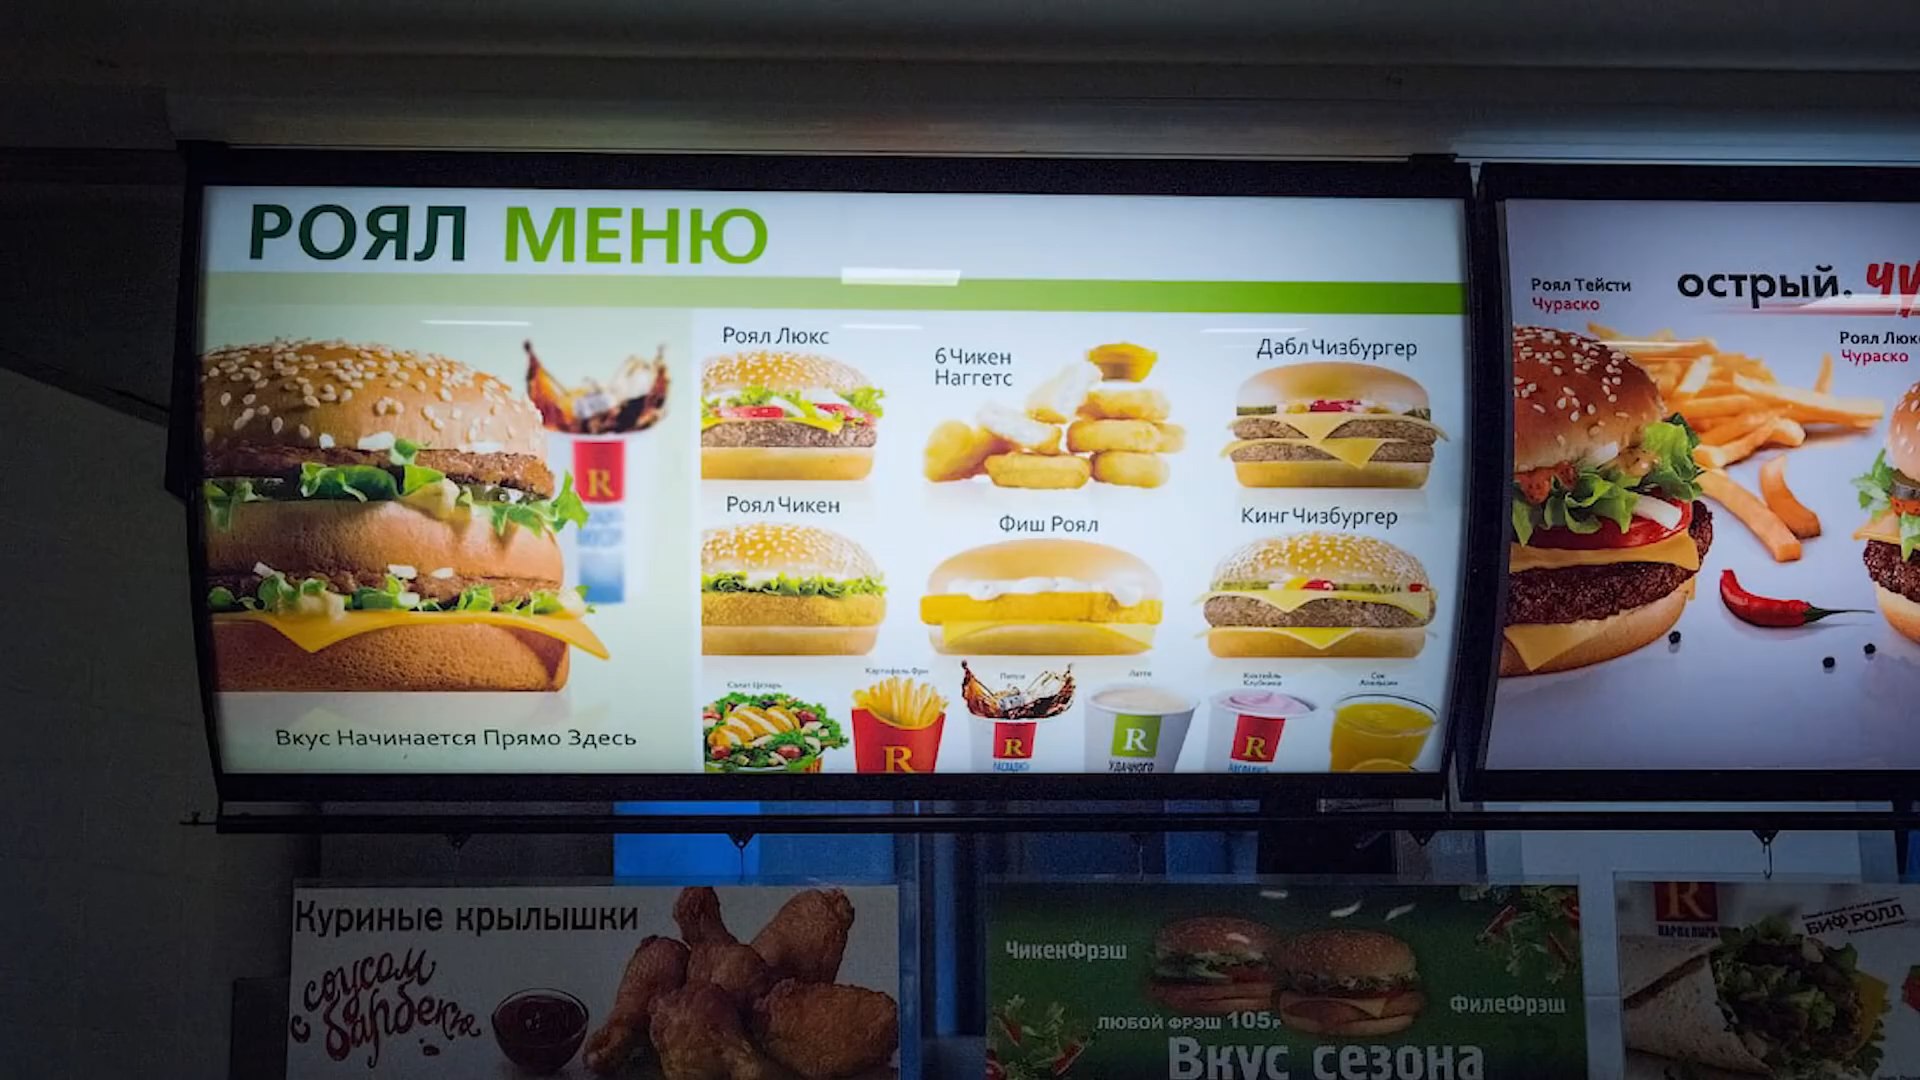 РОЯЛ МЕНЮ
Роял Люкс
6 Чикен
Наггетс
Дабл Чизбургер
Роял Чикен
Фиш Роял
Кинг Чизбургер
Салат Цезарь
Картофель Фри
Пепси
Латте
Коктейль
Клубника
Сок
Апельсин
R
R
R
R
R
УДАЧНОГО
Вкус Начинается Прямо Здесь
Роял Тейсти
Чураско
острый.
Роял Люкс
Чураско
Куриные крылышки
с соусом
барбекю
ЧикенФрэш
ФилеФрэш
ЛЮБОЙ ФРЭШ 105р
Вкус сезона
R
БИФ РОЛЛ